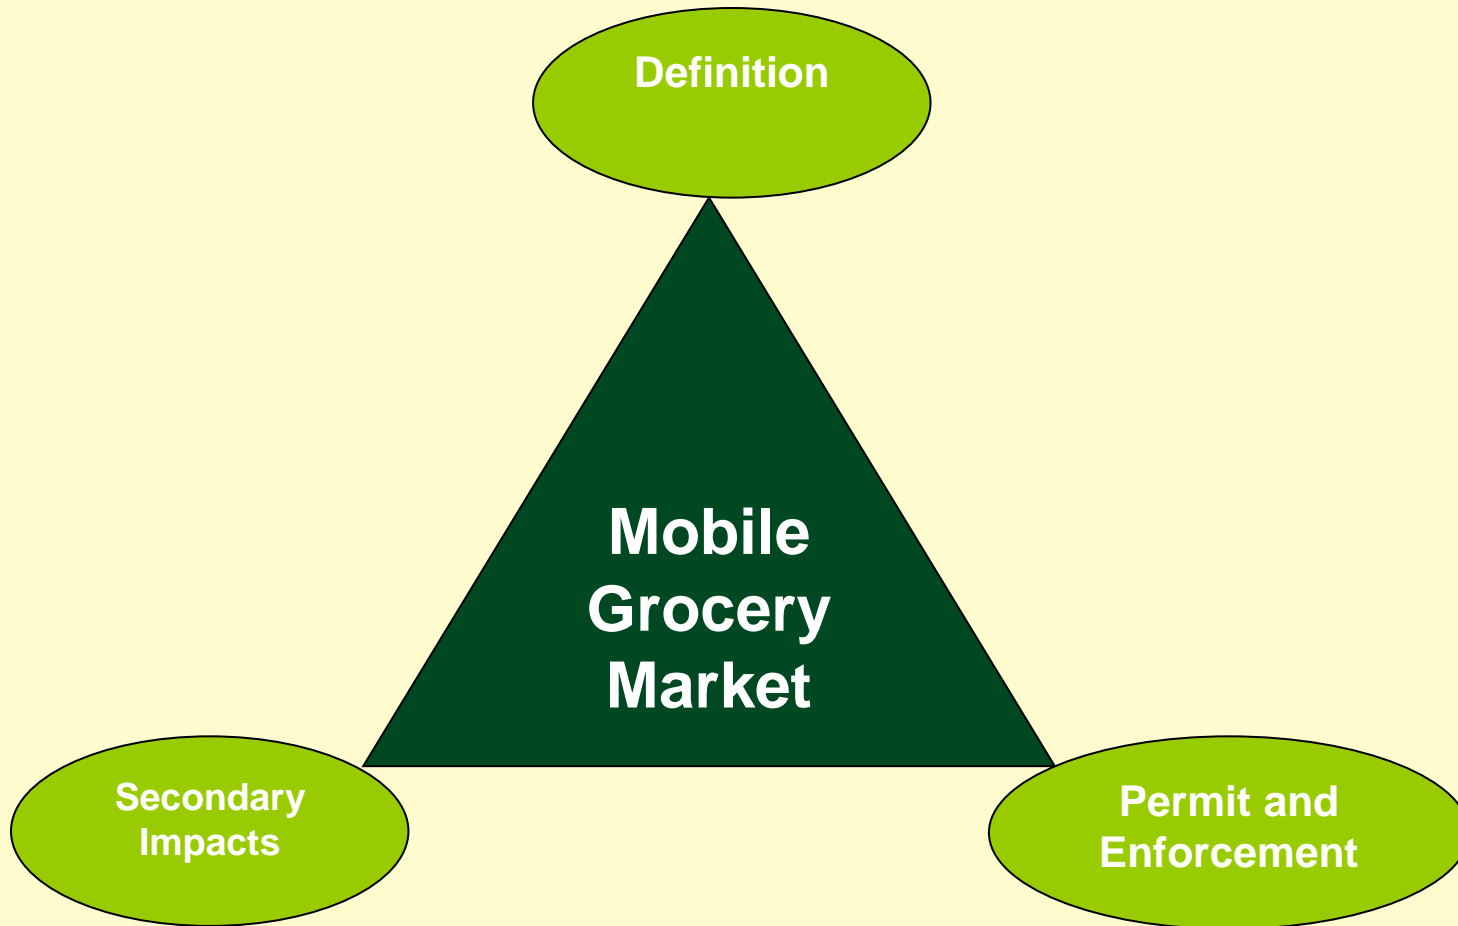 Definition
Mobile
Grocery
Market
Secondary
Impacts
Permit and
Enforcement